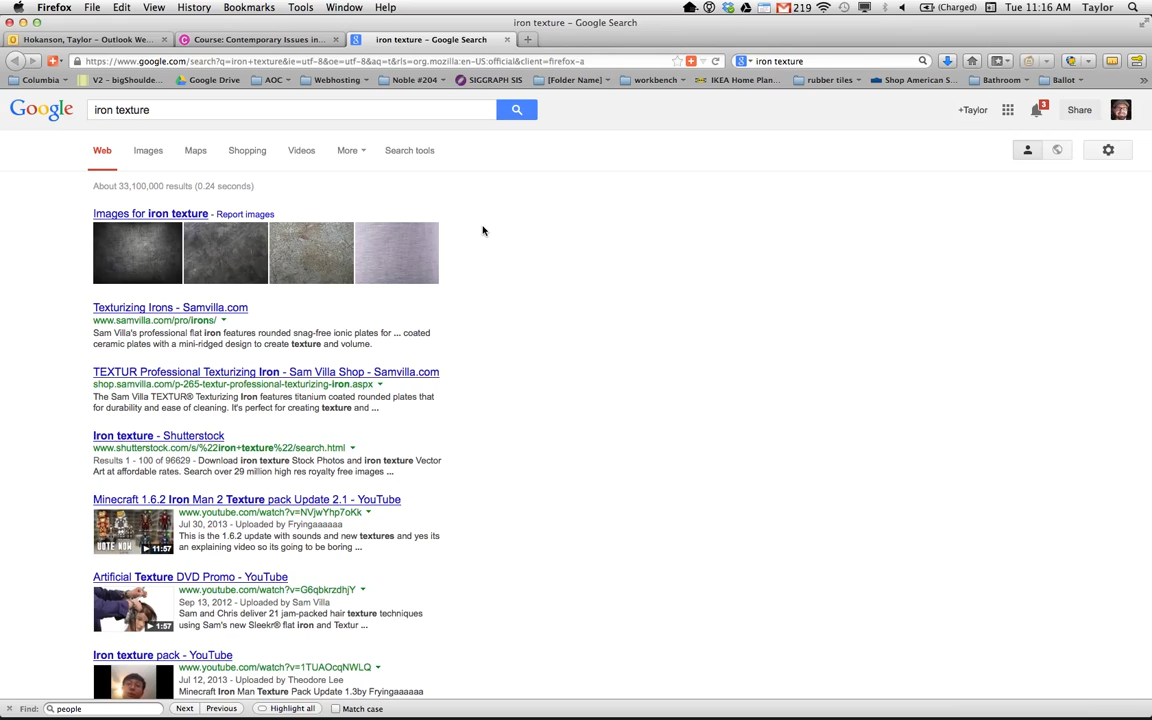 Firefox File Edit View History Bookmarks Tools Window Help 219 (Charged) Tue 11:16 AM Taylor
iron texture – Google Search
Hokanson, Taylor – Outlook We... Course: Contemporary Issues in... iron texture – Google Search
https://www.google.com/search?q=iron+texture&ie=utf-8&oe=utf-8&aq=t&rls=org.mozilla:en-US:official&client=firefox-a iron texture
Columbia V2 – bigShoulde... Google Drive AOC Webhosting Noble #204 SIGGRAPH SIS [Folder Name] workbench IKEA Home Plan... rubber tiles Shop American S... Bathroom Ballot
Google iron texture +Taylor 3 Share
Web Images Maps Shopping Videos More Search tools
About 33,100,000 results (0.24 seconds)
Images for iron texture - Report images
Texturizing Irons - Samvilla.com
www.samvilla.com/pro/irons/
Sam Villa's professional flat iron features rounded snag-free ionic plates for ... coated
ceramic plates with a mini-ridged design to create texture and volume.
TEXTUR Professional Texturizing Iron - Sam Villa Shop - Samvilla.com
shop.samvilla.com/p-265-textur-professional-texturizing-iron.aspx
The Sam Villa TEXTUR® Texturizing Iron features titanium coated rounded plates that
for durability and ease of cleaning. It's perfect for creating texture and ...
Iron texture - Shutterstock
www.shutterstock.com/s/%22iron+texture%22/search.html
Results 1 - 100 of 96629 - Download iron texture Stock Photos and iron texture Vector
Art at affordable rates. Search over 29 million high res royalty free images ...
Minecraft 1.6.2 Iron Man 2 Texture pack Update 2.1 - YouTube
www.youtube.com/watch?v=NVjwYhp7oKk
Jul 30, 2013 - Uploaded by Fryingaaaaaa
This is the 1.6.2 update with sounds and new textures and yes its
an explaining video so its going to be boring ...
VOTE NOW 11:57
Artificial Texture DVD Promo - YouTube
www.youtube.com/watch?v=G6qbkrzdhjY
Sep 13, 2012 - Uploaded by Sam Villa
Sam and Chris deliver 21 jam-packed hair texture techniques
using Sam's new Sleekr® flat iron and Textur ...
1:57
Iron texture pack - YouTube
www.youtube.com/watch?v=1TUAOcqNWLQ
Jul 12, 2013 - Uploaded by Theodore Lee
Minecraft Iron Man Texture Pack Update 1.3by Fryingaaaaaa
Find: people Next Previous Highlight all Match case